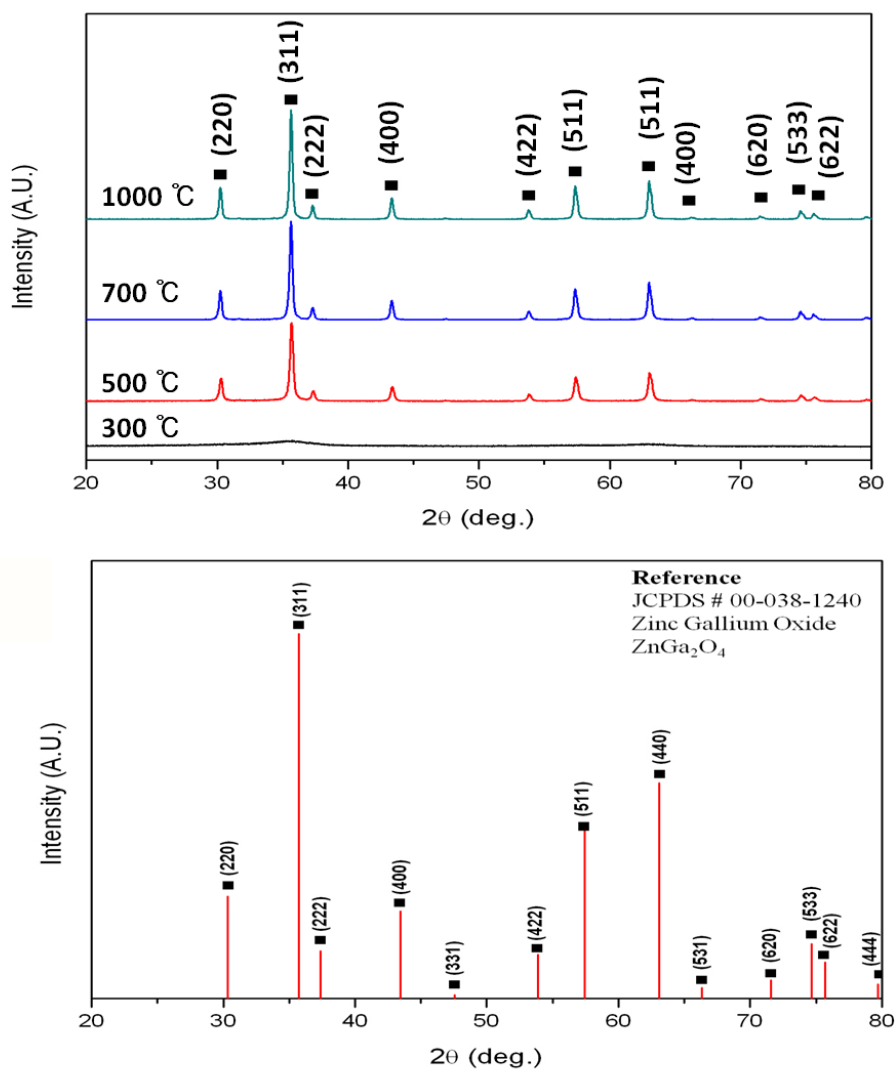 (220)
(311)
(222)
(400)
(422)
(511)
(511)
(400)
(620)
(533)
(622)
1000 ℃
700 ℃
500 ℃
300 ℃
Intensity (A.U.)
20 30 40 50 60 70 80
2θ (deg.)
Reference
JCPDS # 00-038-1240
Zinc Gallium Oxide
ZnGa₂O₄
(220)
(311)
(222)
(400)
(331)
(422)
(511)
(440)
(531)
(620)
(533)
(622)
(444)
Intensity (A.U.)
20 30 40 50 60 70 80
2θ (deg.)